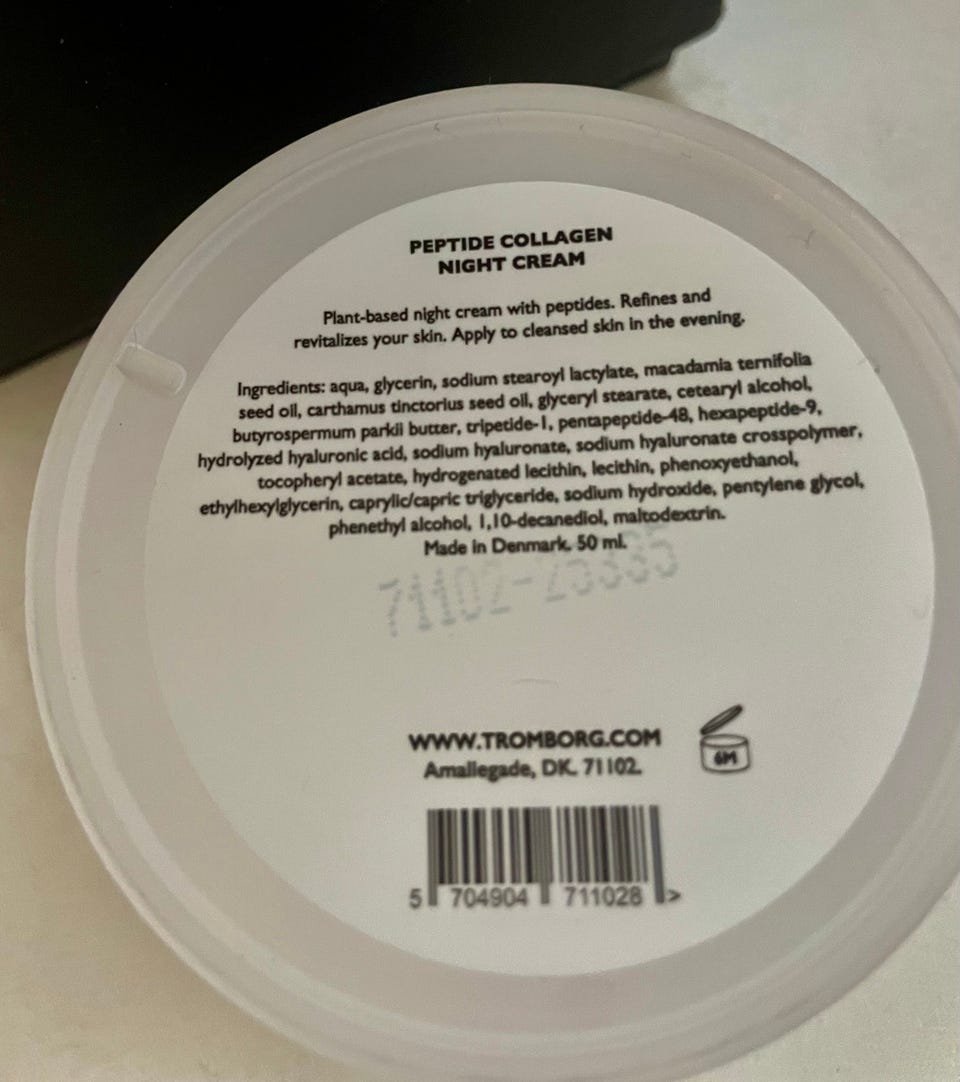 PEPTIDE COLLAGEN
NIGHT CREAM
Plant-based night cream with peptides. Refines and
revitalizes your skin. Apply to cleansed skin in the evening.
Ingredients: aqua, glycerin, sodium stearoyl lactylate, macadamia ternifolia
seed oil, carthamus tinctorius seed oil, glyceryl stearate, cetearyl alcohol,
butyrospermum parkii butter, tripetide-1, pentapeptide-48, hexapeptide-9,
hydrolyzed hyaluronic acid, sodium hyaluronate, sodium hyaluronate crosspolymer,
tocopheryl acetate, hydrogenated lecithin, lecithin, phenoxyethanol,
ethylhexylglycerin, caprylic/capric triglyceride, sodium hydroxide, pentylene glycol,
phenethyl alcohol, 1,10-decanediol, maltodextrin.
Made in Denmark. 50 ml.
WWW.TROMBORG.COM
6M
Amaliegade, DK. 71102.
5 704904 711028 >